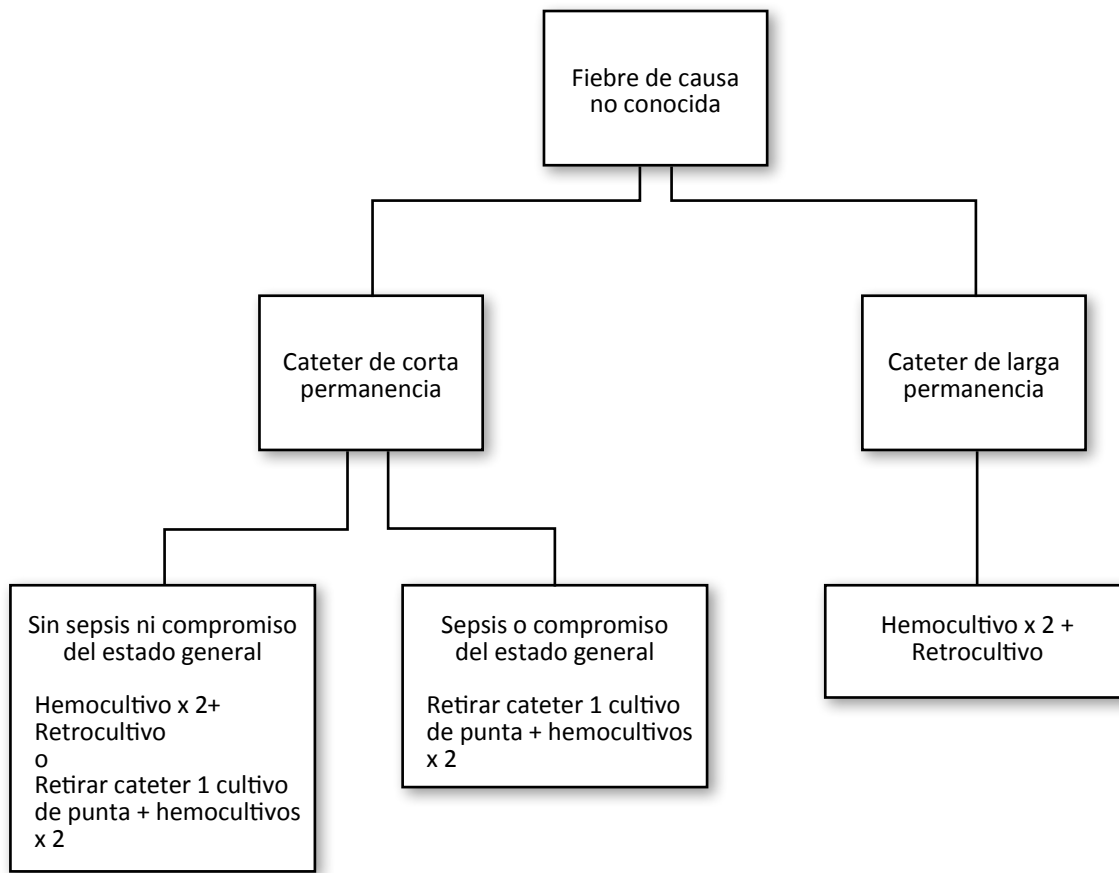 Fiebre de causa
no conocida
Cateter de corta
permanencia
Cateter de larga
permanencia
Sin sepsis ni compromiso
del estado general
Hemocultivo x 2+
Retrocultivo
o
Retirar cateter 1 cultivo
de punta + hemocultivos
x 2
Sepsis o compromiso
del estado general
Retirar cateter 1 cultivo
de punta + hemocultivos
x 2
Hemocultivo x 2 +
Retrocultivo